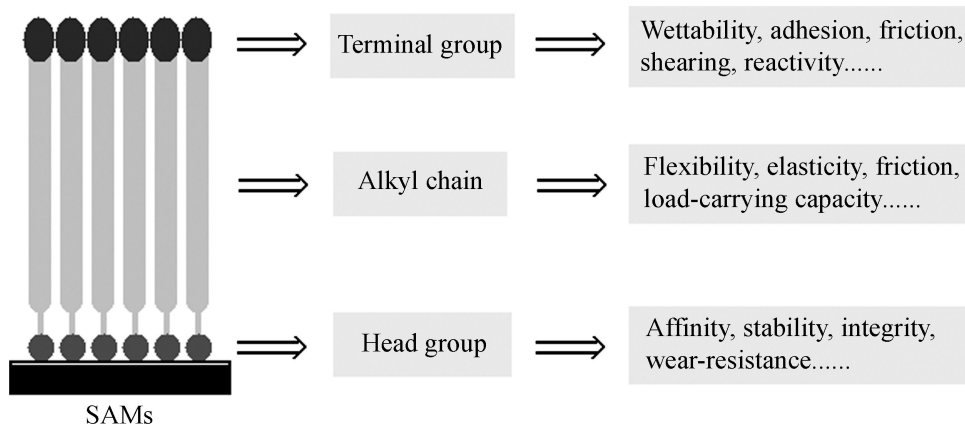 Terminal group
Wettability, adhesion, friction,
shearing, reactivity......
Alkyl chain
Flexibility, elasticity, friction,
load-carrying capacity......
Head group
Affinity, stability, integrity,
wear-resistance......
SAMs